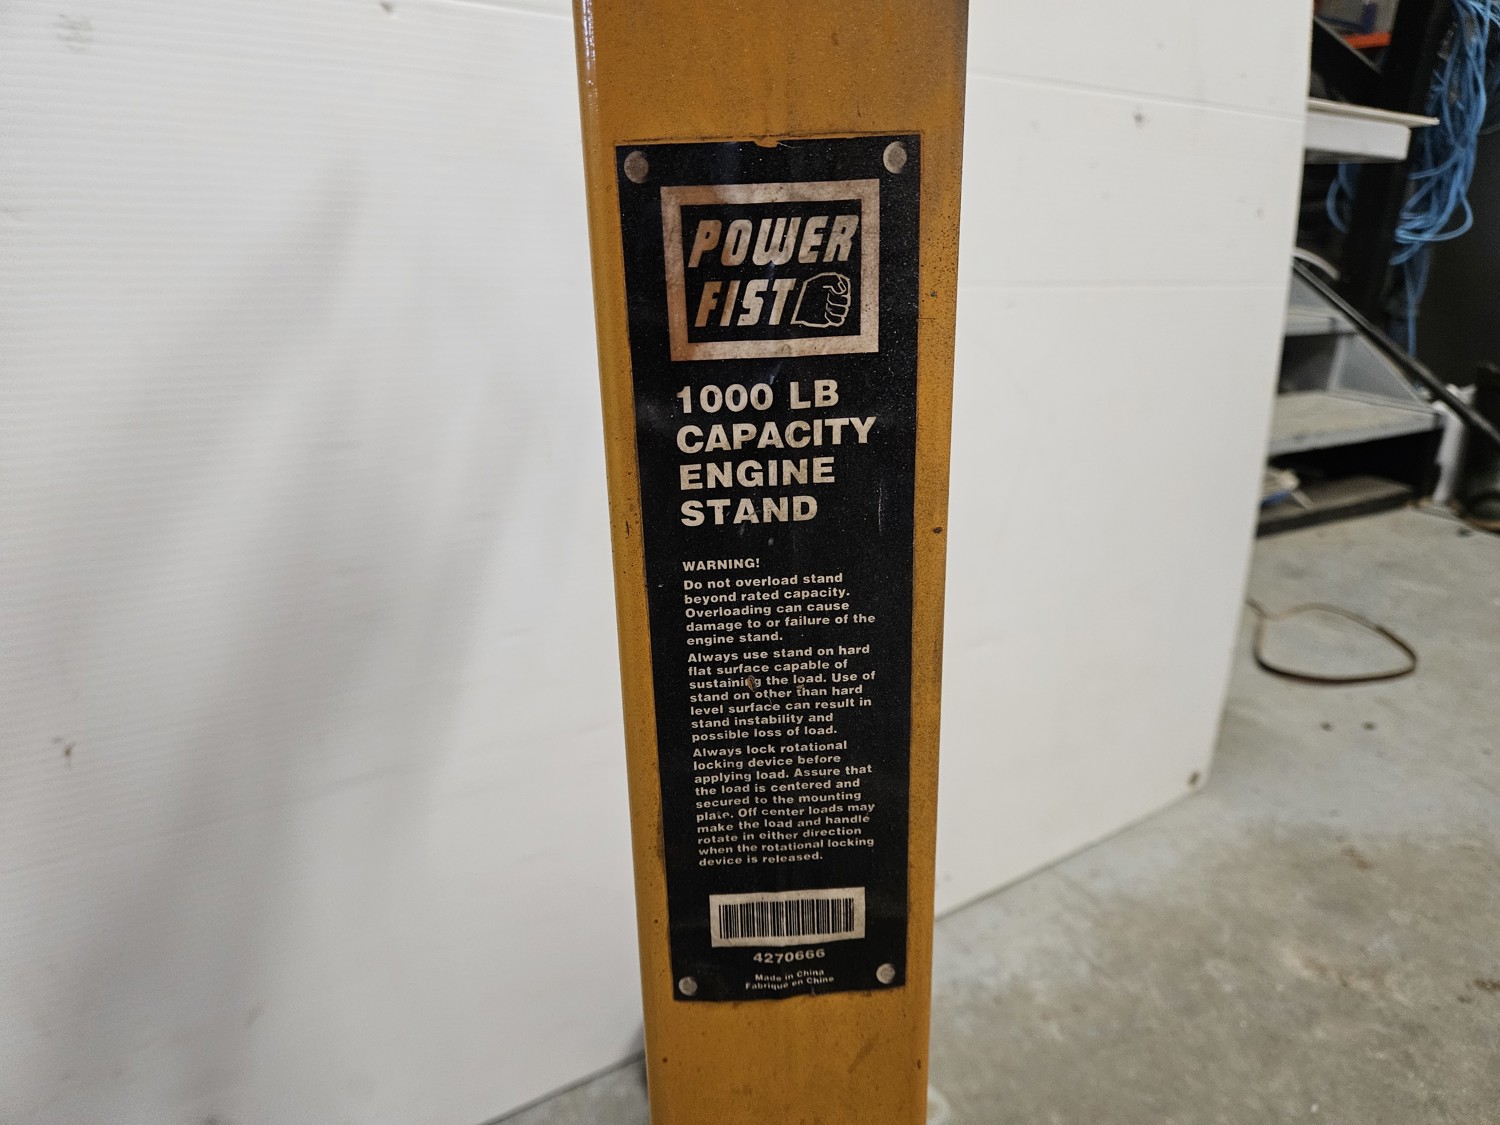 POWER
FIST
1000 LB
CAPACITY
ENGINE
STAND
WARNING!
Do not overload stand
beyond rated capacity.
Overloading can cause
damage to or failure of the
engine stand.
Always use stand on hard
flat surface capable of
sustaining the load. Use of
stand on other than hard
level surface can result in
stand instability and
possible loss of load.
Always lock rotational
locking device before
applying load. Assure that
the load is centered and
secured to the mounting
plate. Off center loads may
make the load and handle
rotate in either direction
when the rotational locking
device is released.
4270666
Made in China
Fabriqué en Chine